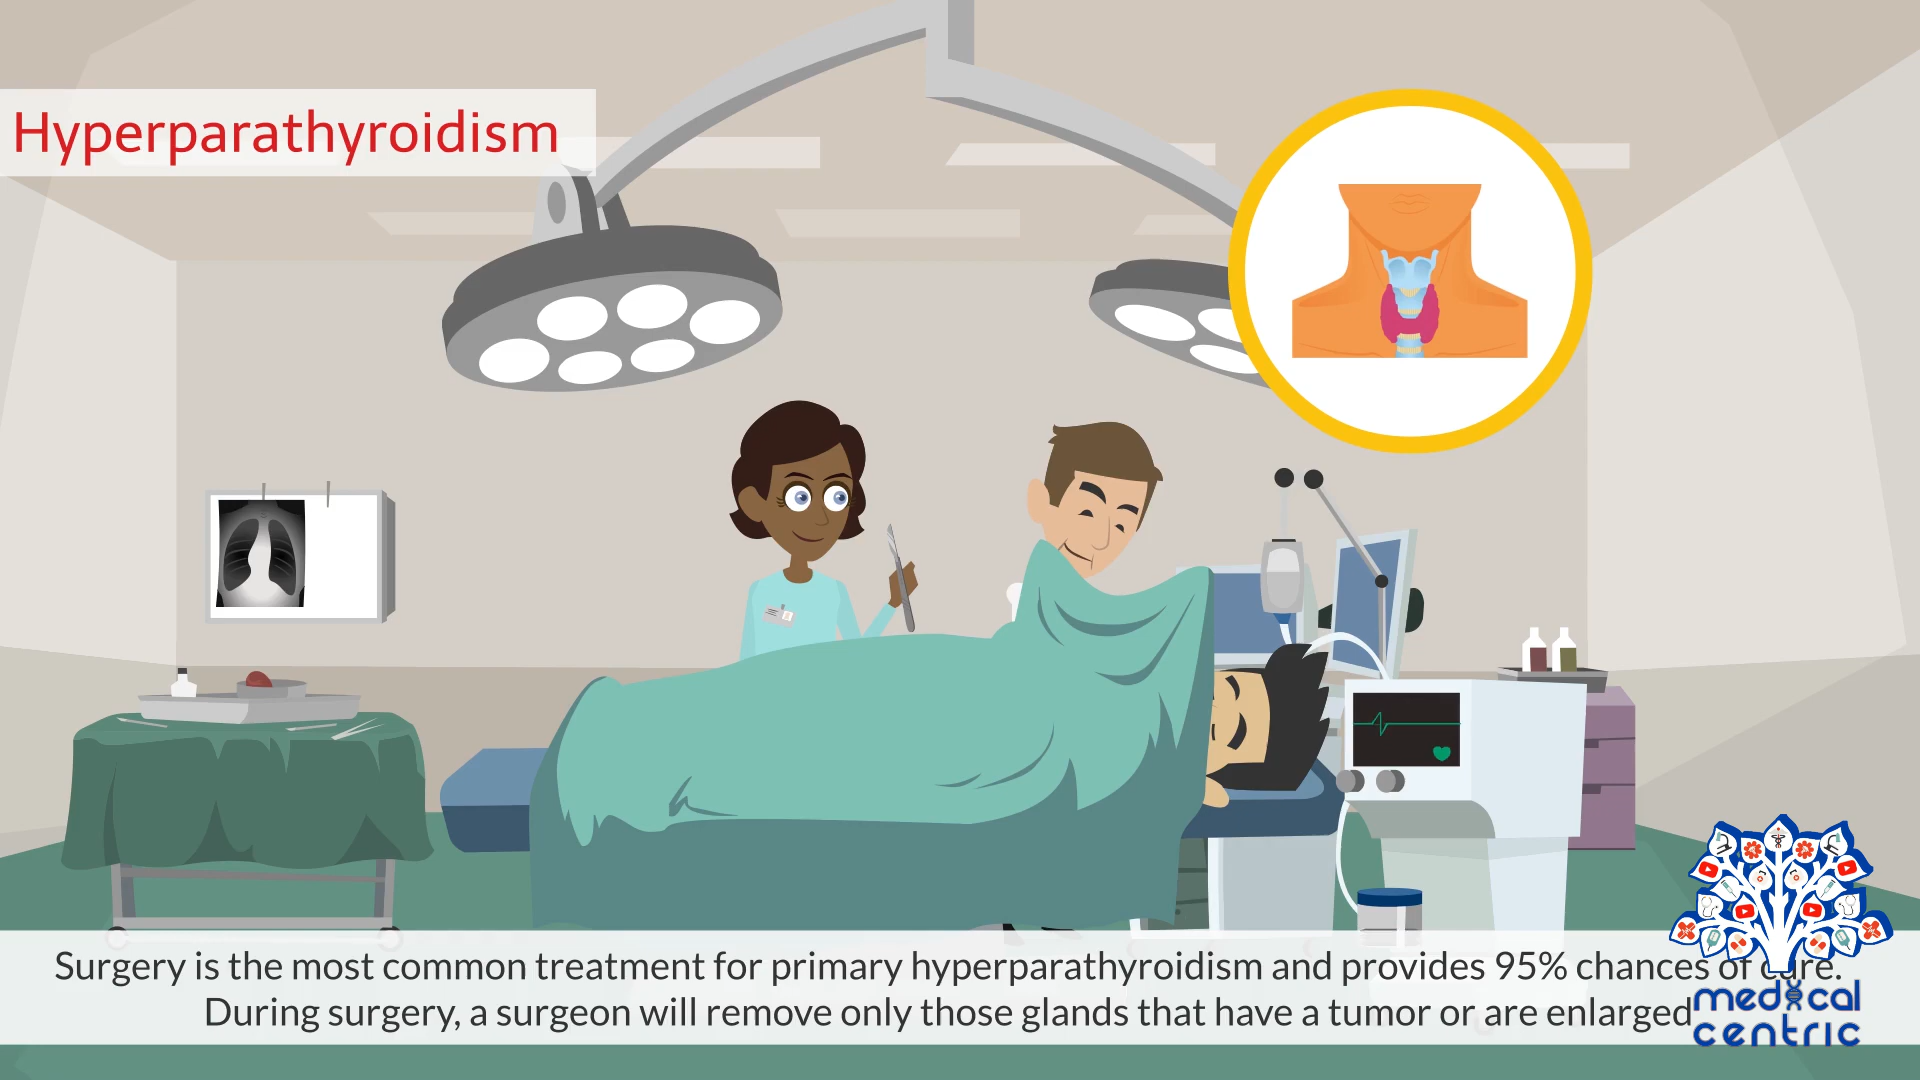 Hyperparathyroidism
Surgery is the most common treatment for primary hyperparathyroidism and provides 95% chances of cure.
During surgery, a surgeon will remove only those glands that have a tumor or are enlarged
medical
centric